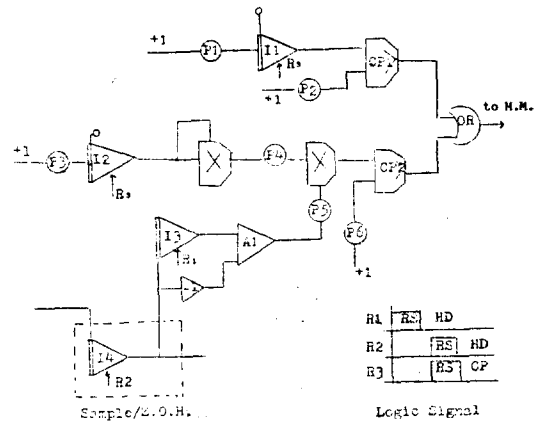 +1 P1 I1 R3 CP1
+1 P2
OR to H.M.
+1 P3 I2 R3 X P4 X CP2
P5 P6
+1
I3 R1 A1
I4 R2
Sample/Z.O.H.
R1 RS HD
R2 RS HD
R3 RS CP
Logic Signal